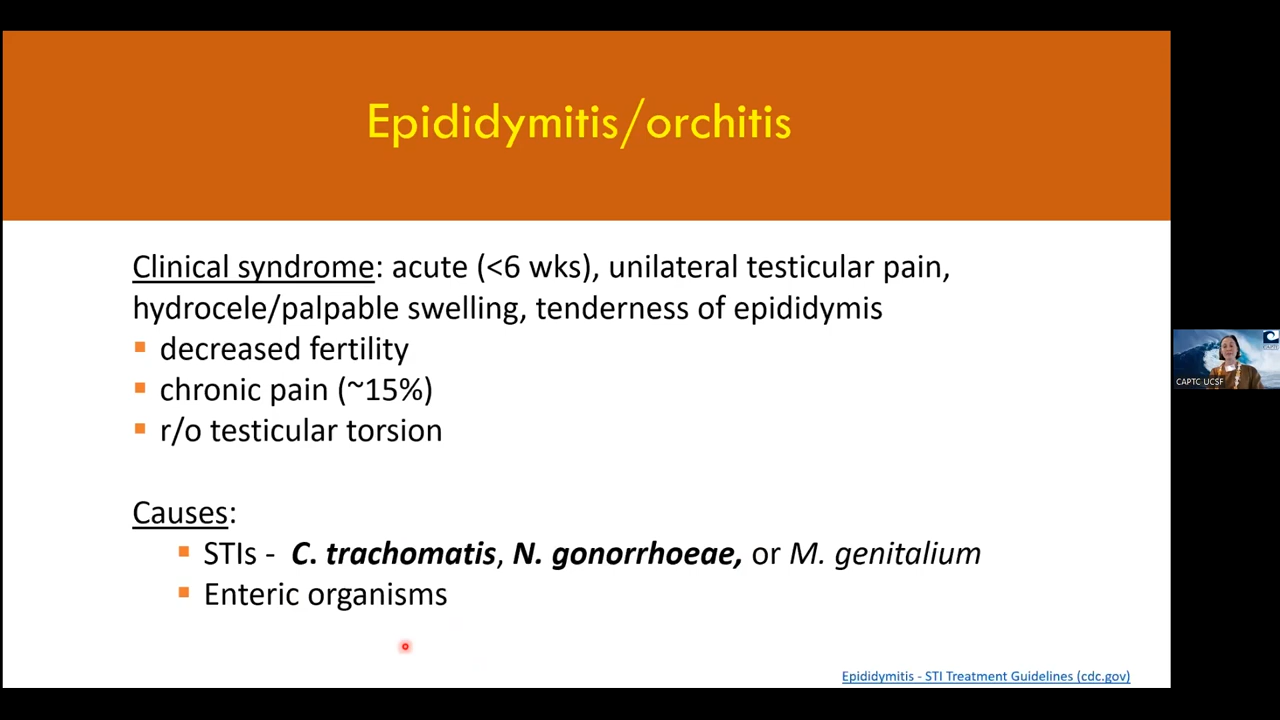 Epididymitis/orchitis
Clinical syndrome: acute (<6 wks), unilateral testicular pain,
hydrocele/palpable swelling, tenderness of epididymis
▪ decreased fertility
▪ chronic pain (~15%)
▪ r/o testicular torsion
Causes:
▪ STIs - C. trachomatis, N. gonorrhoeae, or M. genitalium
▪ Enteric organisms
Epididymitis - STI Treatment Guidelines (cdc.gov)
CAPTC UCSF